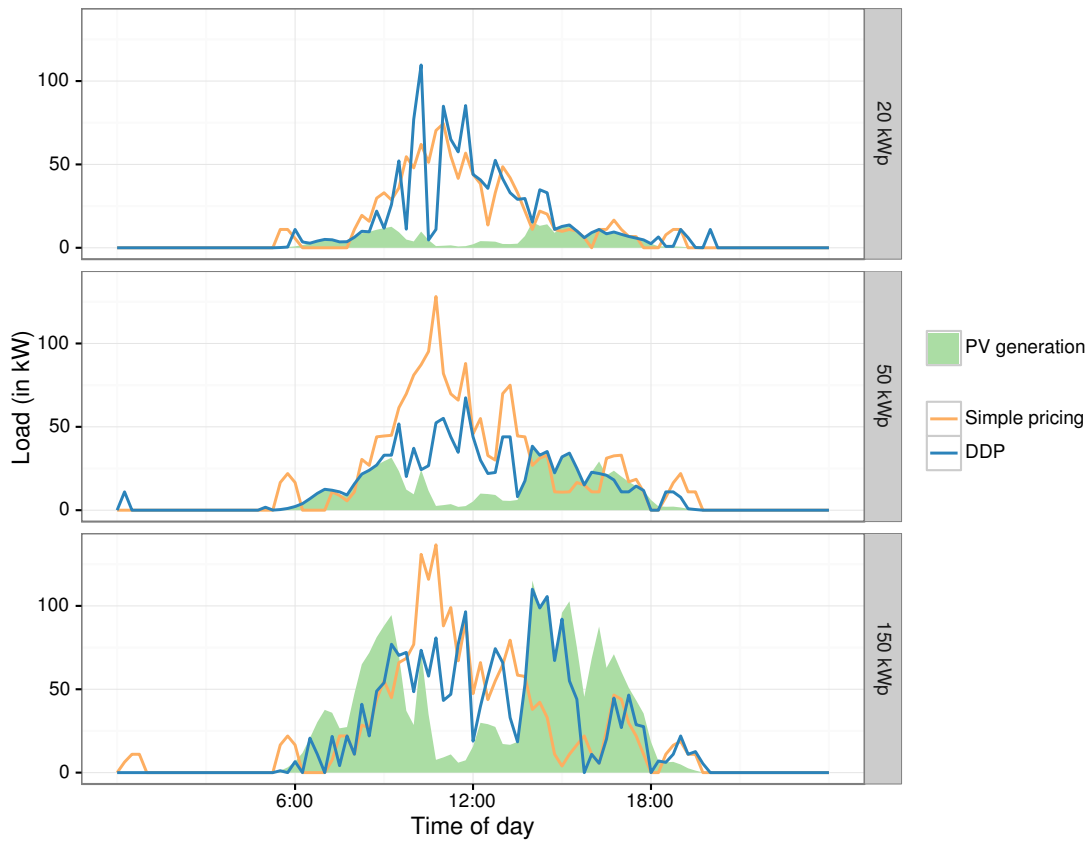 100
50
0
20 kWp
Load (in kW)
100
50
0
50 kWp
PV generation
Simple pricing
DDP
100
50
0
150 kWp
6:00
12:00
18:00
Time of day